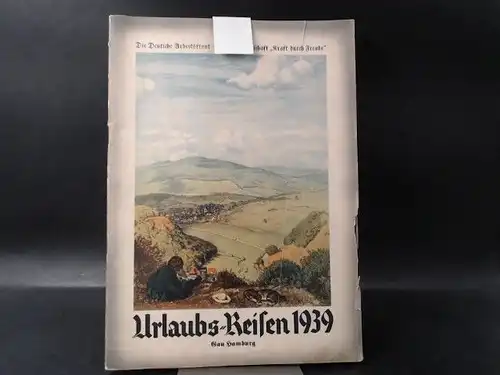 Die Deutsche Arbeitsfront schaft „Kraft durch Freude“
Urlaubs-Reisen 1939
Gau Hamburg